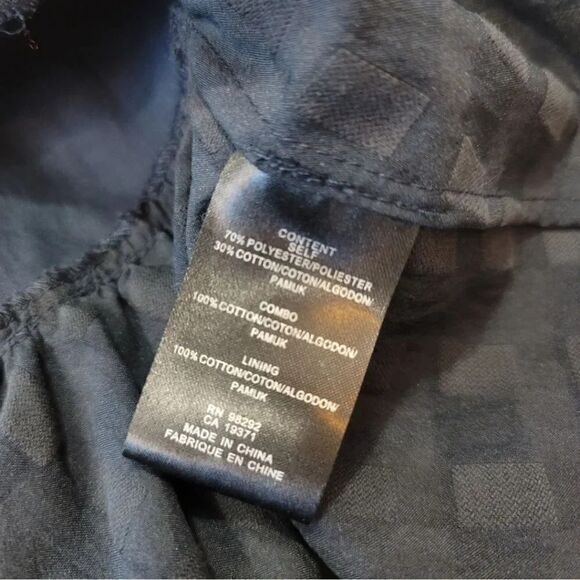 CONTENT
SELF
70% POLYESTER/POLIESTER
30% COTTON/COTON/ALGODON/
PAMUK
COMBO
100% COTTON/COTON/ALGODON/
PAMUK
LINING
100% COTTON/COTON/ALGODON/
PAMUK
RN 98292
CA 19371
MADE IN CHINA
FABRIQUE EN CHINE